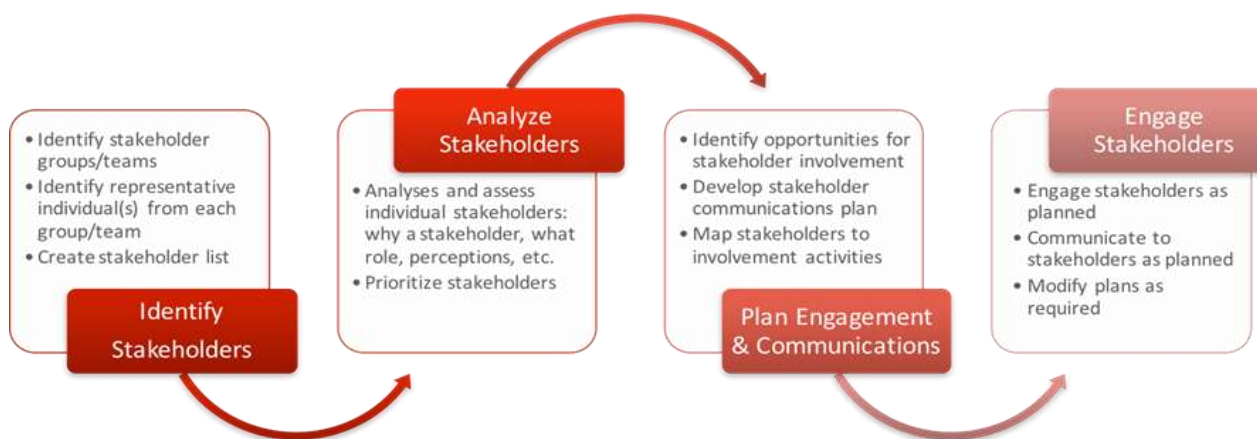 • Identify stakeholder
groups/teams
• Identify representative
individual(s) from each
group/team
• Create stakeholder list
Identify
Stakeholders
Analyze
Stakeholders
• Analyses and assess
individual stakeholders:
why a stakeholder, what
role, perceptions, etc.
• Prioritize stakeholders
• Identify opportunities for
stakeholder involvement
• Develop stakeholder
communications plan
• Map stakeholders to
involvement activities
Plan Engagement
& Communications
Engage
Stakeholders
• Engage stakeholders as
planned
• Communicate to
stakeholders as planned
• Modify plans as
required